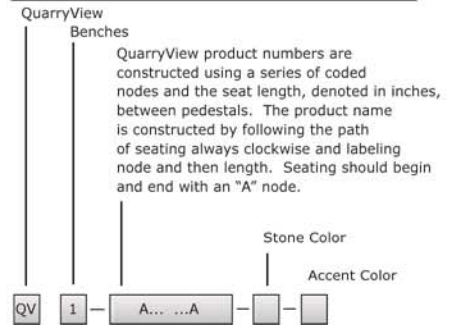 QuarryView
Benches
QuarryView product numbers are
constructed using a series of coded
nodes and the seat length, denoted in inches,
between pedestals.  The product name
is constructed by following the path
of seating always clockwise and labeling
node and then length.  Seating should begin
and end with an "A" node.
Stone Color
Accent Color
QV 1 – A... ...A – –